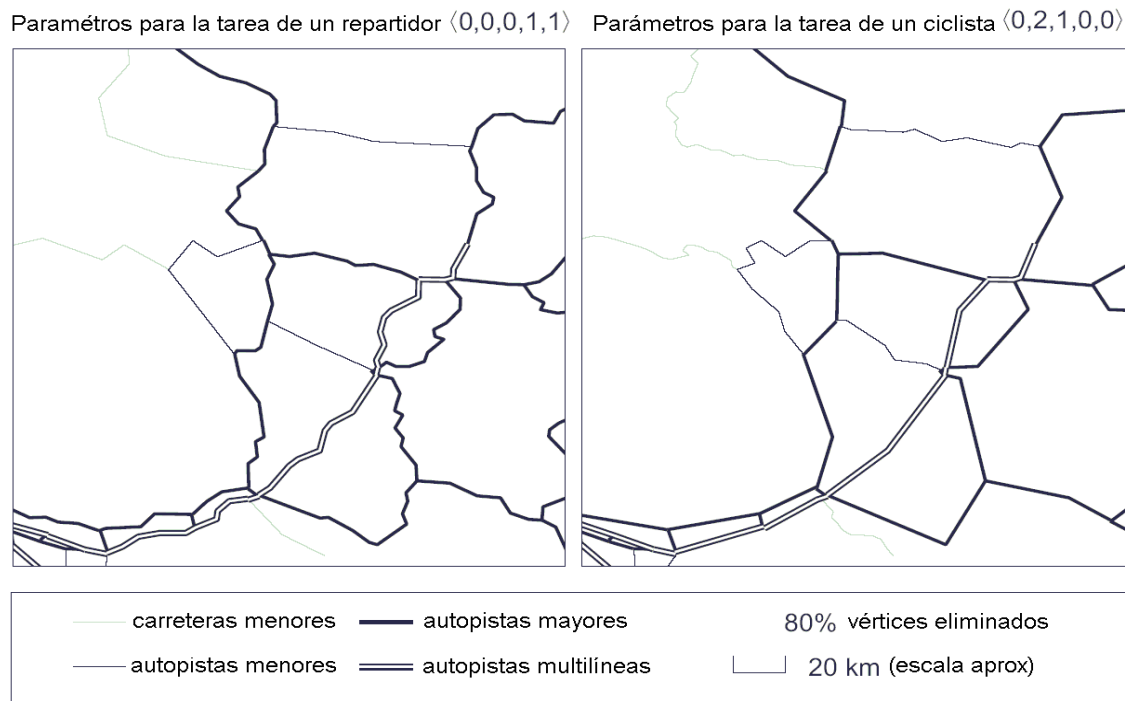 Paramétros para la tarea de un repartidor ⟨0,0,0,1,1⟩
Parámetros para la tarea de un ciclista ⟨0,2,1,0,0⟩
carreteras menores
autopistas mayores
80% vértices eliminados
autopistas menores
autopistas multilíneas
20 km (escala aprox)